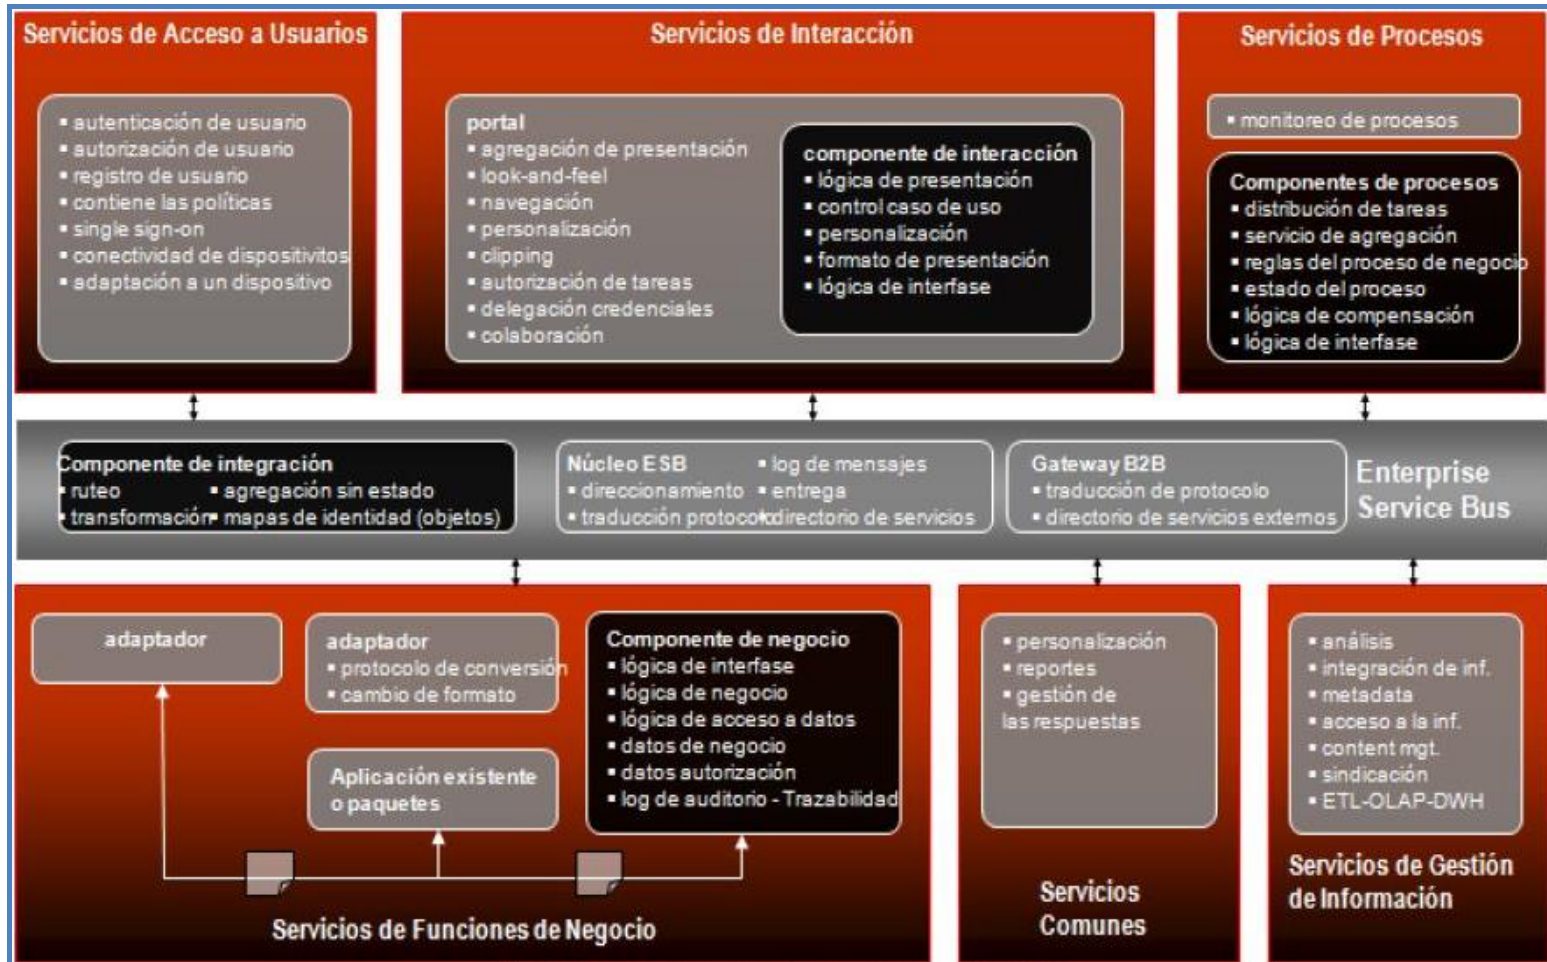 Servicios de Acceso a Usuarios
▪ autenticación de usuario
▪ autorización de usuario
▪ registro de usuario
▪ contiene las políticas
▪ single sign-on
▪ conectividad de dispositivitos
▪ adaptación a un dispositivo
Servicios de Interacción
portal
▪ agregación de presentación
▪ look-and-feel
▪ navegación
▪ personalización
▪ clipping
▪ autorización de tareas
▪ delegación credenciales
▪ colaboración
componente de interacción
▪ lógica de presentación
▪ control caso de uso
▪ personalización
▪ formato de presentación
▪ lógica de interfase
Servicios de Procesos
▪ monitoreo de procesos
Componentes de procesos
▪ distribución de tareas
▪ servicio de agregación
▪ reglas del proceso de negocio
▪ estado del proceso
▪ lógica de compensación
▪ lógica de interfase
Componente de integración
▪ ruteo
▪ transformación
▪ agregación sin estado
▪ mapas de identidad (objetos)
Núcleo ESB
▪ direccionamiento
▪ traducción protocolo
▪ log de mensajes
▪ entrega
▪ directorio de servicios
Gateway B2B
▪ traducción de protocolo
▪ directorio de servicios externos
Enterprise
Service Bus
adaptador
adaptador
▪ protocolo de conversión
▪ cambio de formato
Aplicación existente
o paquetes
Componente de negocio
▪ lógica de interfase
▪ lógica de negocio
▪ lógica de acceso a datos
▪ datos de negocio
▪ datos autorización
▪ log de auditorio - Trazabilidad
Servicios de Funciones de Negocio
▪ personalización
▪ reportes
▪ gestión de
las respuestas
Servicios
Comunes
▪ análisis
▪ integración de inf.
▪ metadata
▪ acceso a la inf.
▪ content mgt.
▪ sindicación
▪ ETL-OLAP-DWH
Servicios de Gestión
de Información